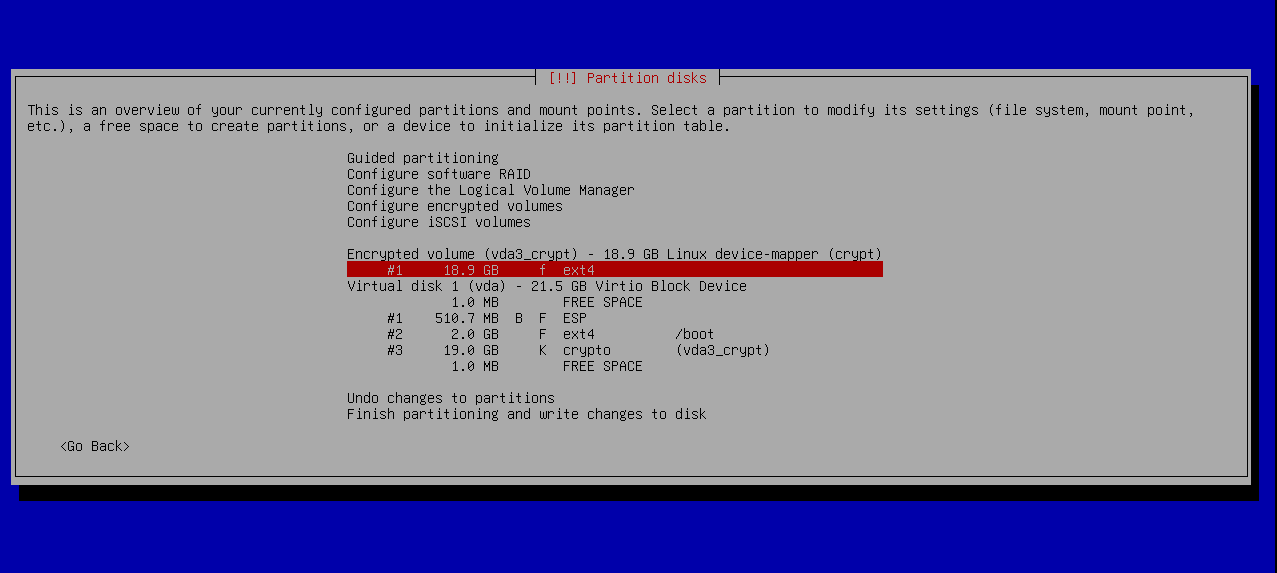 [!!] Partition disks
This is an overview of your currently configured partitions and mount points. Select a partition to modify its settings (file system, mount point,
etc.), a free space to create partitions, or a device to initialize its partition table.
Guided partitioning
Configure software RAID
Configure the Logical Volume Manager
Configure encrypted volumes
Configure iSCSI volumes
Encrypted volume (vda3_crypt) - 18.9 GB Linux device-mapper (crypt)
#1 18.9 GB f ext4
Virtual disk 1 (vda) - 21.5 GB Virtio Block Device
1.0 MB FREE SPACE
#1 510.7 MB B F ESP
#2 2.0 GB F ext4 /boot
#3 19.0 GB K crypto (vda3_crypt)
1.0 MB FREE SPACE
Undo changes to partitions
Finish partitioning and write changes to disk
<Go Back>